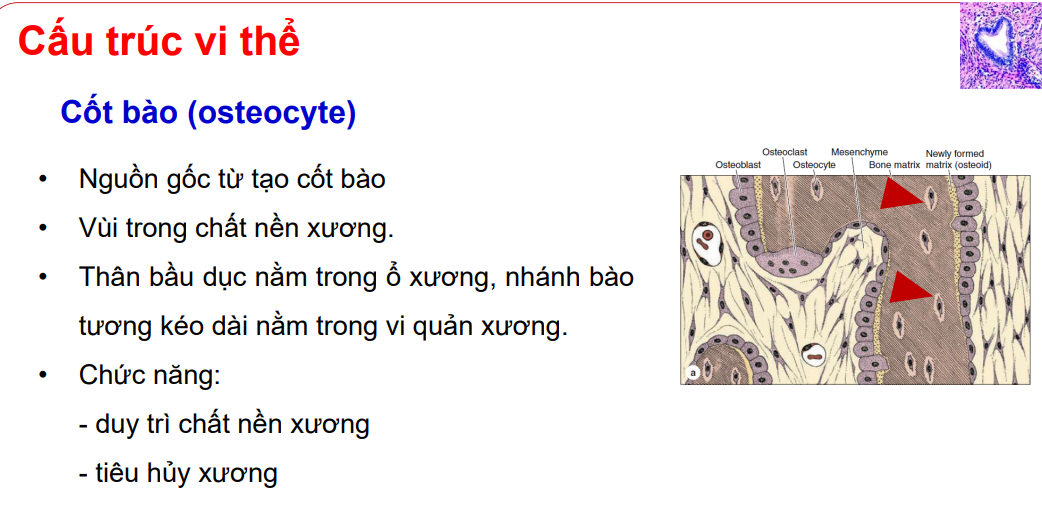 Cấu trúc vi thể
Cốt bào (osteocyte)
• Nguồn gốc từ tạo cốt bào
• Vùi trong chất nền xương.
• Thân bầu dục nằm trong ổ xương, nhánh bào
tương kéo dài nằm trong vi quản xương.
• Chức năng:
- duy trì chất nền xương
- tiêu hủy xương
Osteoclast Mesenchyme Newly formed
Osteoblast Osteocyte Bone matrix matrix (osteoid)
a